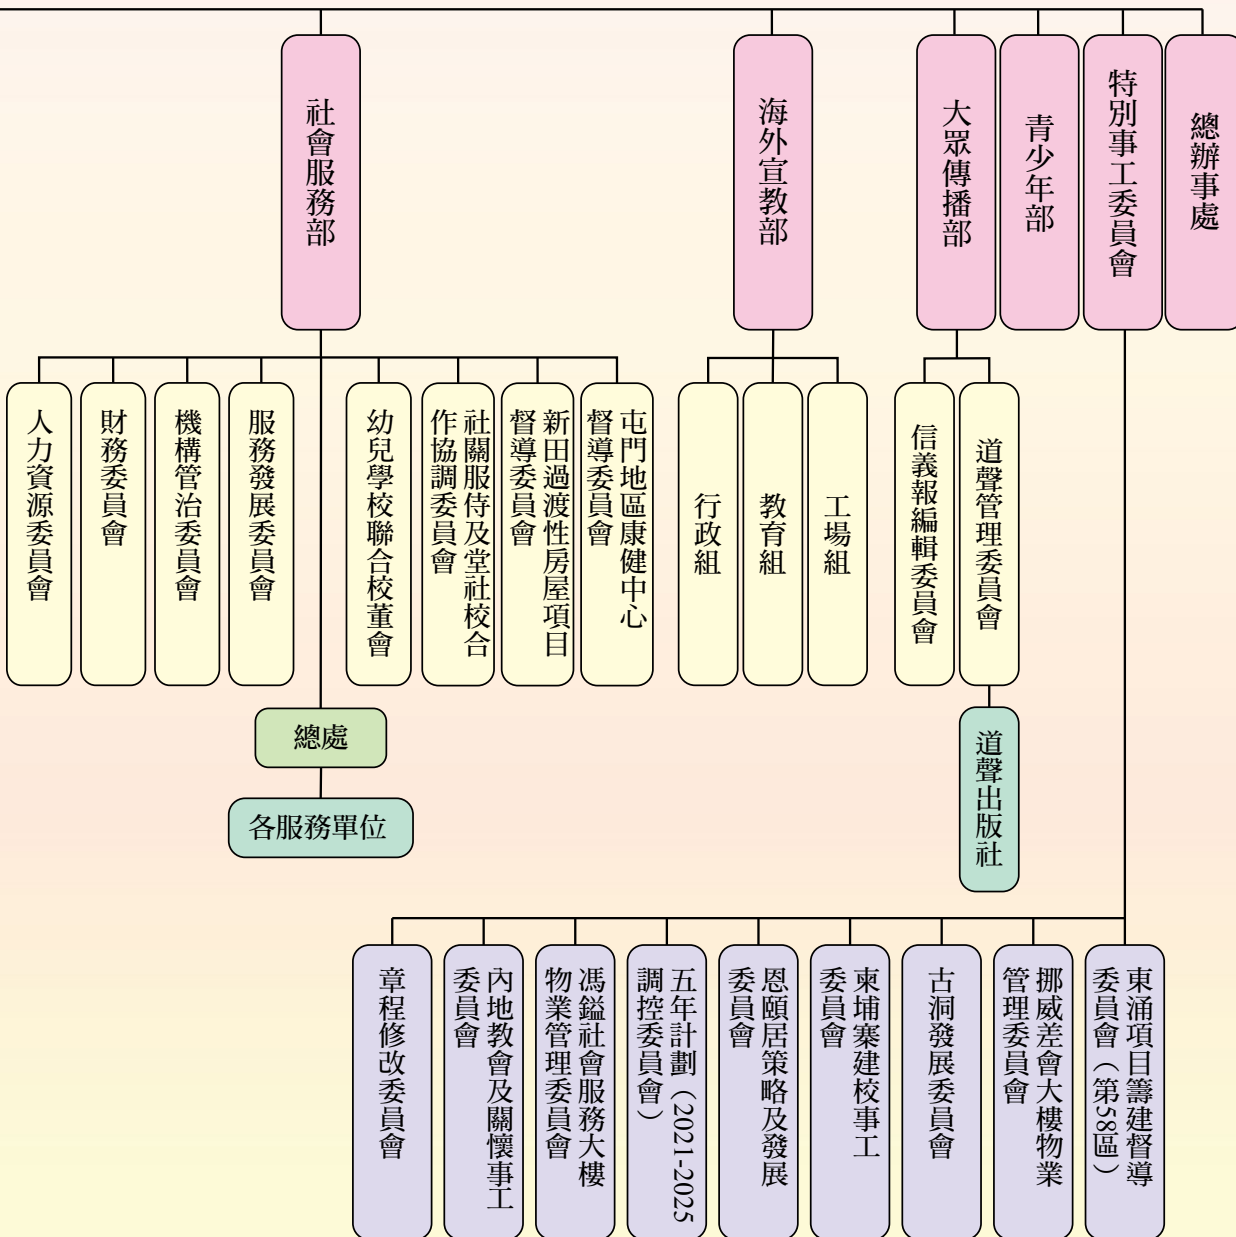 社會服務部
海外宣教部
大眾傳播部
青少年部
特別事工委員會
總辦事處
人力資源委員會
財務委員會
機構管治委員會
服務發展委員會
幼兒學校聯合校董會
社關服侍及堂社校合
作協調委員會
新田過渡性房屋項目
督導委員會
屯門地區康健中心
督導委員會
行政組
教育組
工場組
信義報編輯委員會
道聲管理委員會
總處
各服務單位
道聲出版社
章程修改委員會
內地教會及關懷事工
委員會
馮鎰社會服務大樓
物業管理委員會
五年計劃（2021-2025
調控委員會）
恩頤居策略及發展
委員會
柬埔寨建校事工
委員會
古洞發展委員會
挪威差會大樓物業
管理委員會
東涌項目籌建督導
委員會（第58區）